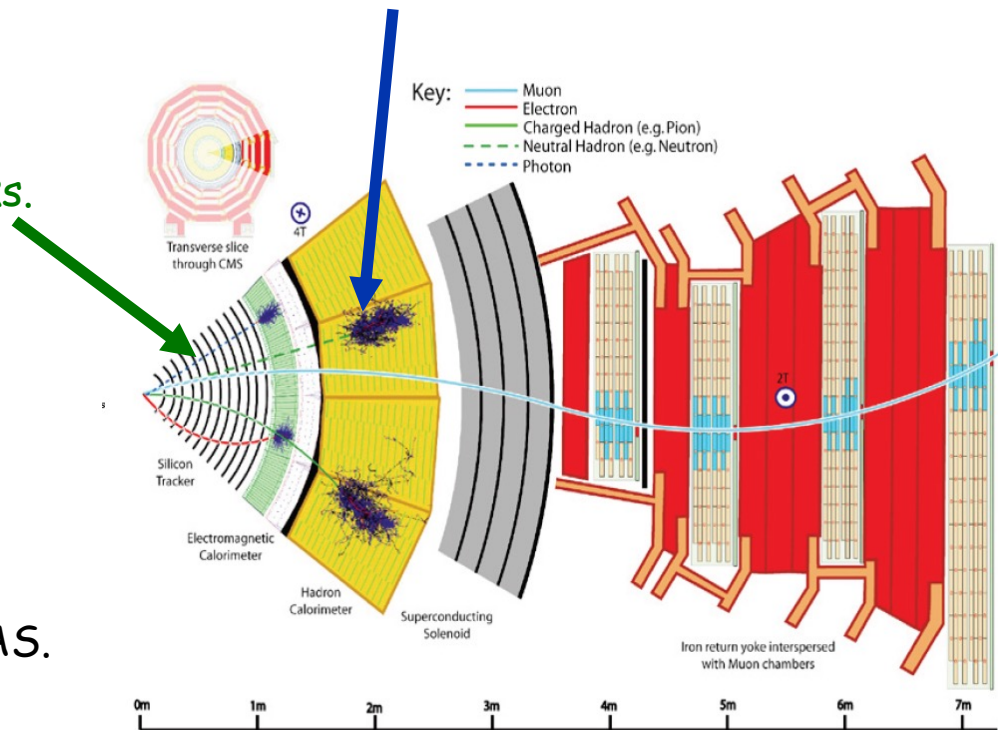 Key:
Muon
Electron
Charged Hadron (e.g. Pion)
Neutral Hadron (e.g. Neutron)
Photon
s.
Transverse slice
through CMS
4T
2T
s
Silicon
Tracker
Electromagnetic
Calorimeter
Hadron
Calorimeter
Superconducting
Solenoid
Iron return yoke interspersed
with Muon chambers
0m 1m 2m 3m 4m 5m 6m 7m